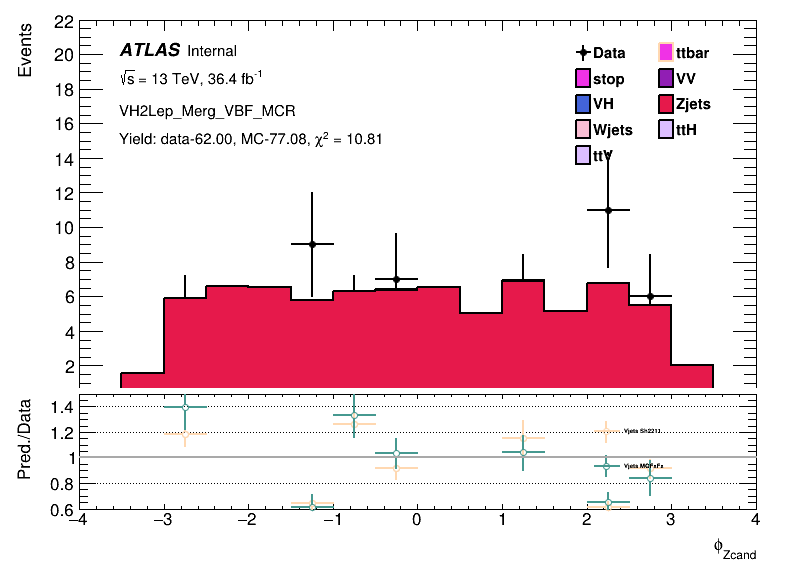 Events
22
20
18
16
14
12
10
8
6
4
2
ATLAS Internal
√s = 13 TeV, 36.4 fb⁻¹
VH2Lep_Merg_VBF_MCR
Yield: data-62.00, MC-77.08, χ² = 10.81
Data ttbar
stop VV
VH Zjets
Wjets ttH
ttV
Pred./Data
1.4
1.2
1
0.8
0.6
Vjets Sh2211
Vjets MGFxFx
−4 −3 −2 −1 0 1 2 3 4
ϕ_Zcand